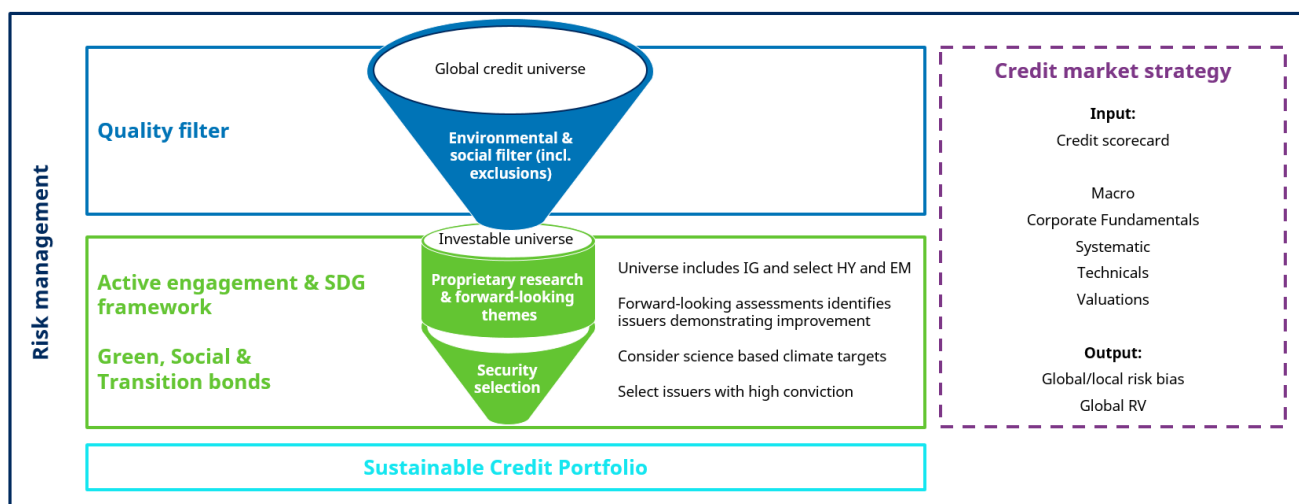 Risk management
Quality filter
Global credit universe
Environmental &
social filter (incl.
exclusions)
Active engagement & SDG
framework
Green, Social &
Transition bonds
Investable universe
Proprietary research
& forward-looking
themes
Security
selection
Universe includes IG and select HY and EM
Forward-looking assessments identifies
issuers demonstrating improvement
Consider science based climate targets
Select issuers with high conviction
Sustainable Credit Portfolio
Credit market strategy
Input:
Credit scorecard
Macro
Corporate Fundamentals
Systematic
Technicals
Valuations
Output:
Global/local risk bias
Global RV